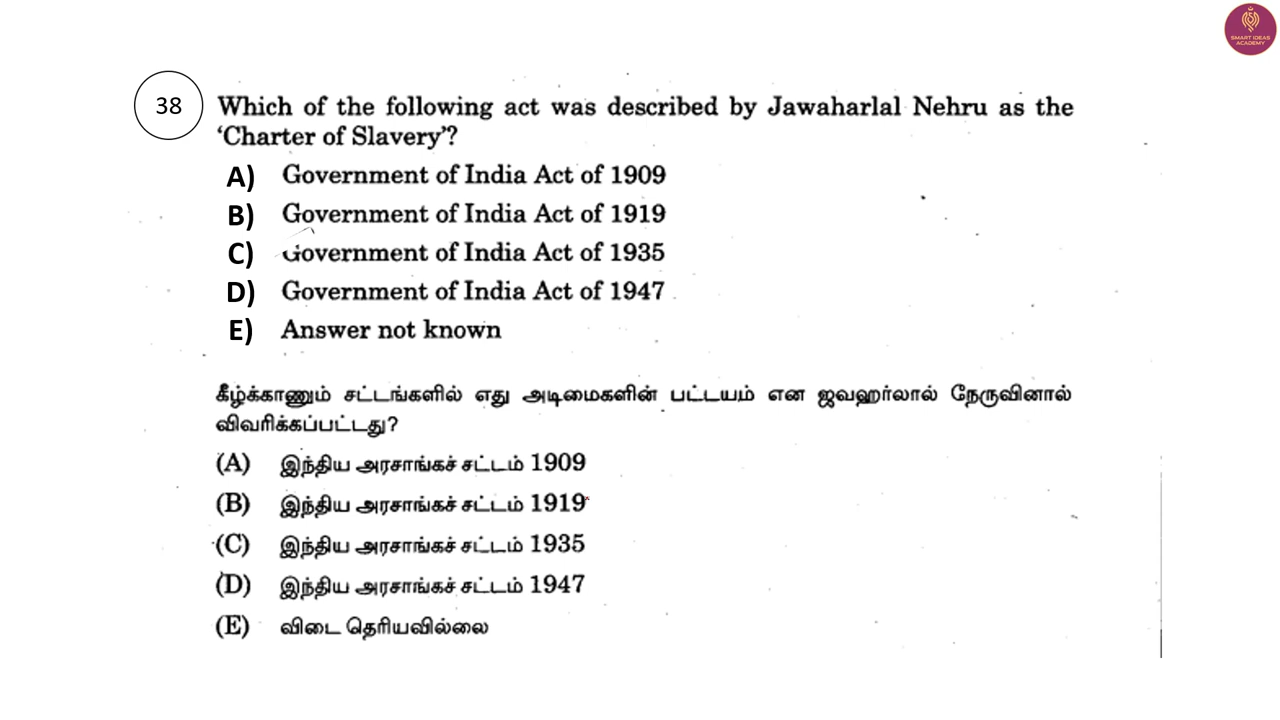 SMART IDEAS
ACADEMY
38
Which of the following act was described by Jawaharlal Nehru as the
‘Charter of Slavery’?
A) Government of India Act of 1909
B) Government of India Act of 1919
C) Government of India Act of 1935
D) Government of India Act of 1947
E) Answer not known
கீழ்க்காணும் சட்டங்களில் எது அடிமைகளின் பட்டயம் என ஜவஹர்லால் நேருவினால்
விவரிக்கப்பட்டது?
(A) இந்திய அரசாங்கச் சட்டம் 1909
(B) இந்திய அரசாங்கச் சட்டம் 1919
(C) இந்திய அரசாங்கச் சட்டம் 1935
(D) இந்திய அரசாங்கச் சட்டம் 1947
(E) விடை தெரியவில்லை